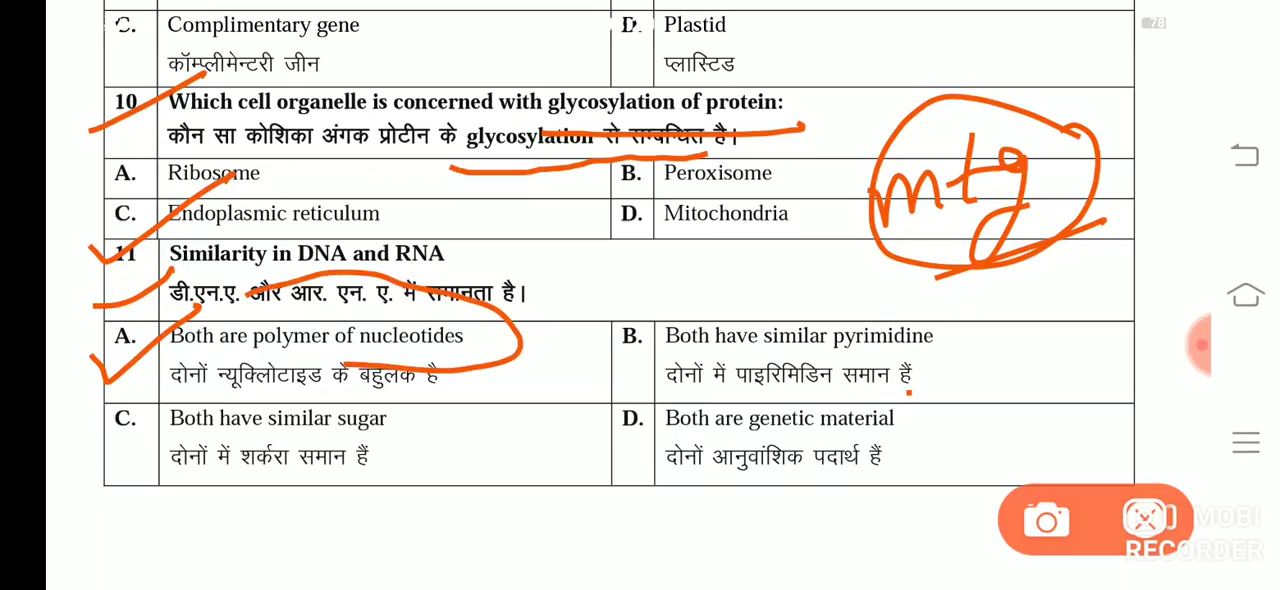 C. Complimentary gene D. Plastid
कॉम्प्लीमेन्टरी जीन प्लास्टिड
78
10 Which cell organelle is concerned with glycosylation of protein:
कौन सा कोशिका अंगक प्रोटीन के glycosylation से सम्बन्धित है।
mtg
A. Ribosome B. Peroxisome
C. Endoplasmic reticulum D. Mitochondria
11 Similarity in DNA and RNA
डी.एन.ए. और आर. एन. ए. में समानता है।
A. Both are polymer of nucleotides B. Both have similar pyrimidine
दोनों न्यूक्लिोटाइड के बहुलक है दोनों में पाइरिमिडिन समान हैं
C. Both have similar sugar D. Both are genetic material
दोनों में शर्करा समान हैं दोनों आनुवांशिक पदार्थ हैं
MOBI
RECORDER